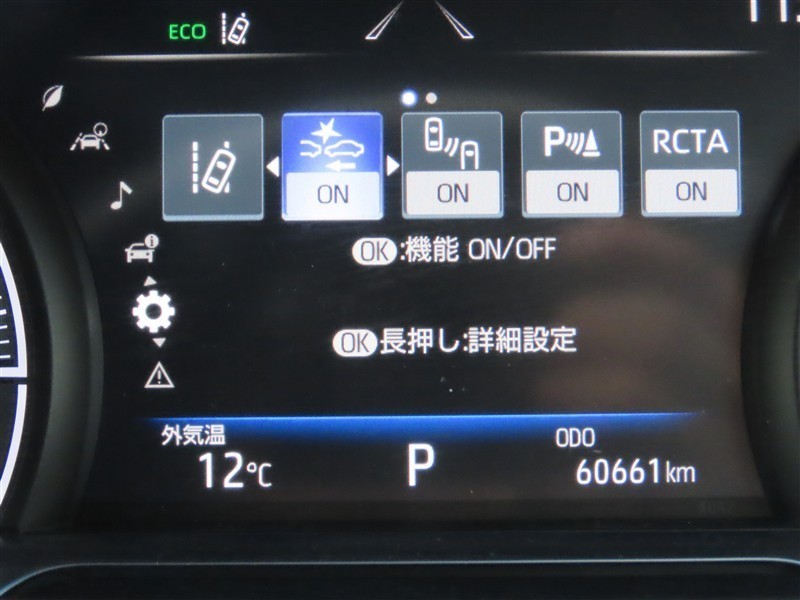 ECO
ON
ON
P ON
RCTA ON
OK:機能 ON/OFF
OK長押し:詳細設定
外気温
12℃
P
ODO
60661km